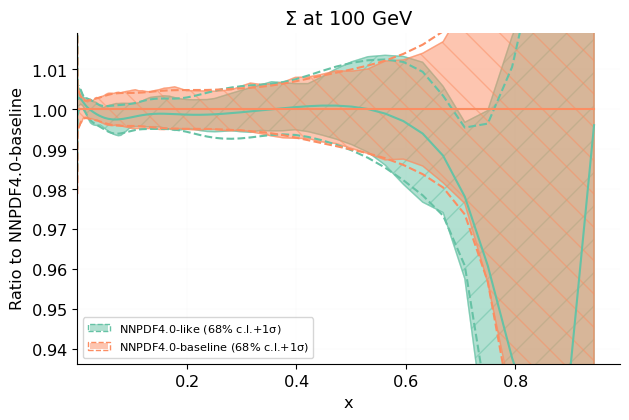 Σ at 100 GeV
Ratio to NNPDF4.0-baseline
1.01
1.00
0.99
0.98
0.97
0.96
0.95
0.94
NNPDF4.0-like (68% c.l.+1σ)
NNPDF4.0-baseline (68% c.l.+1σ)
0.2 0.4 0.6 0.8
x